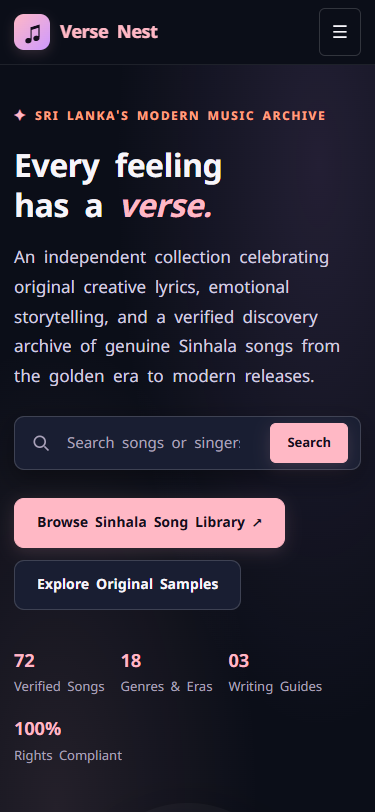 Verse Nest
SRI LANKA'S MODERN MUSIC ARCHIVE
Every feeling
has a verse.
An independent collection celebrating
original creative lyrics, emotional
storytelling, and a verified discovery
archive of genuine Sinhala songs from
the golden era to modern releases.
Search songs or singers
Search
Browse Sinhala Song Library ↗
Explore Original Samples
72
Verified Songs
18
Genres & Eras
03
Writing Guides
100%
Rights Compliant